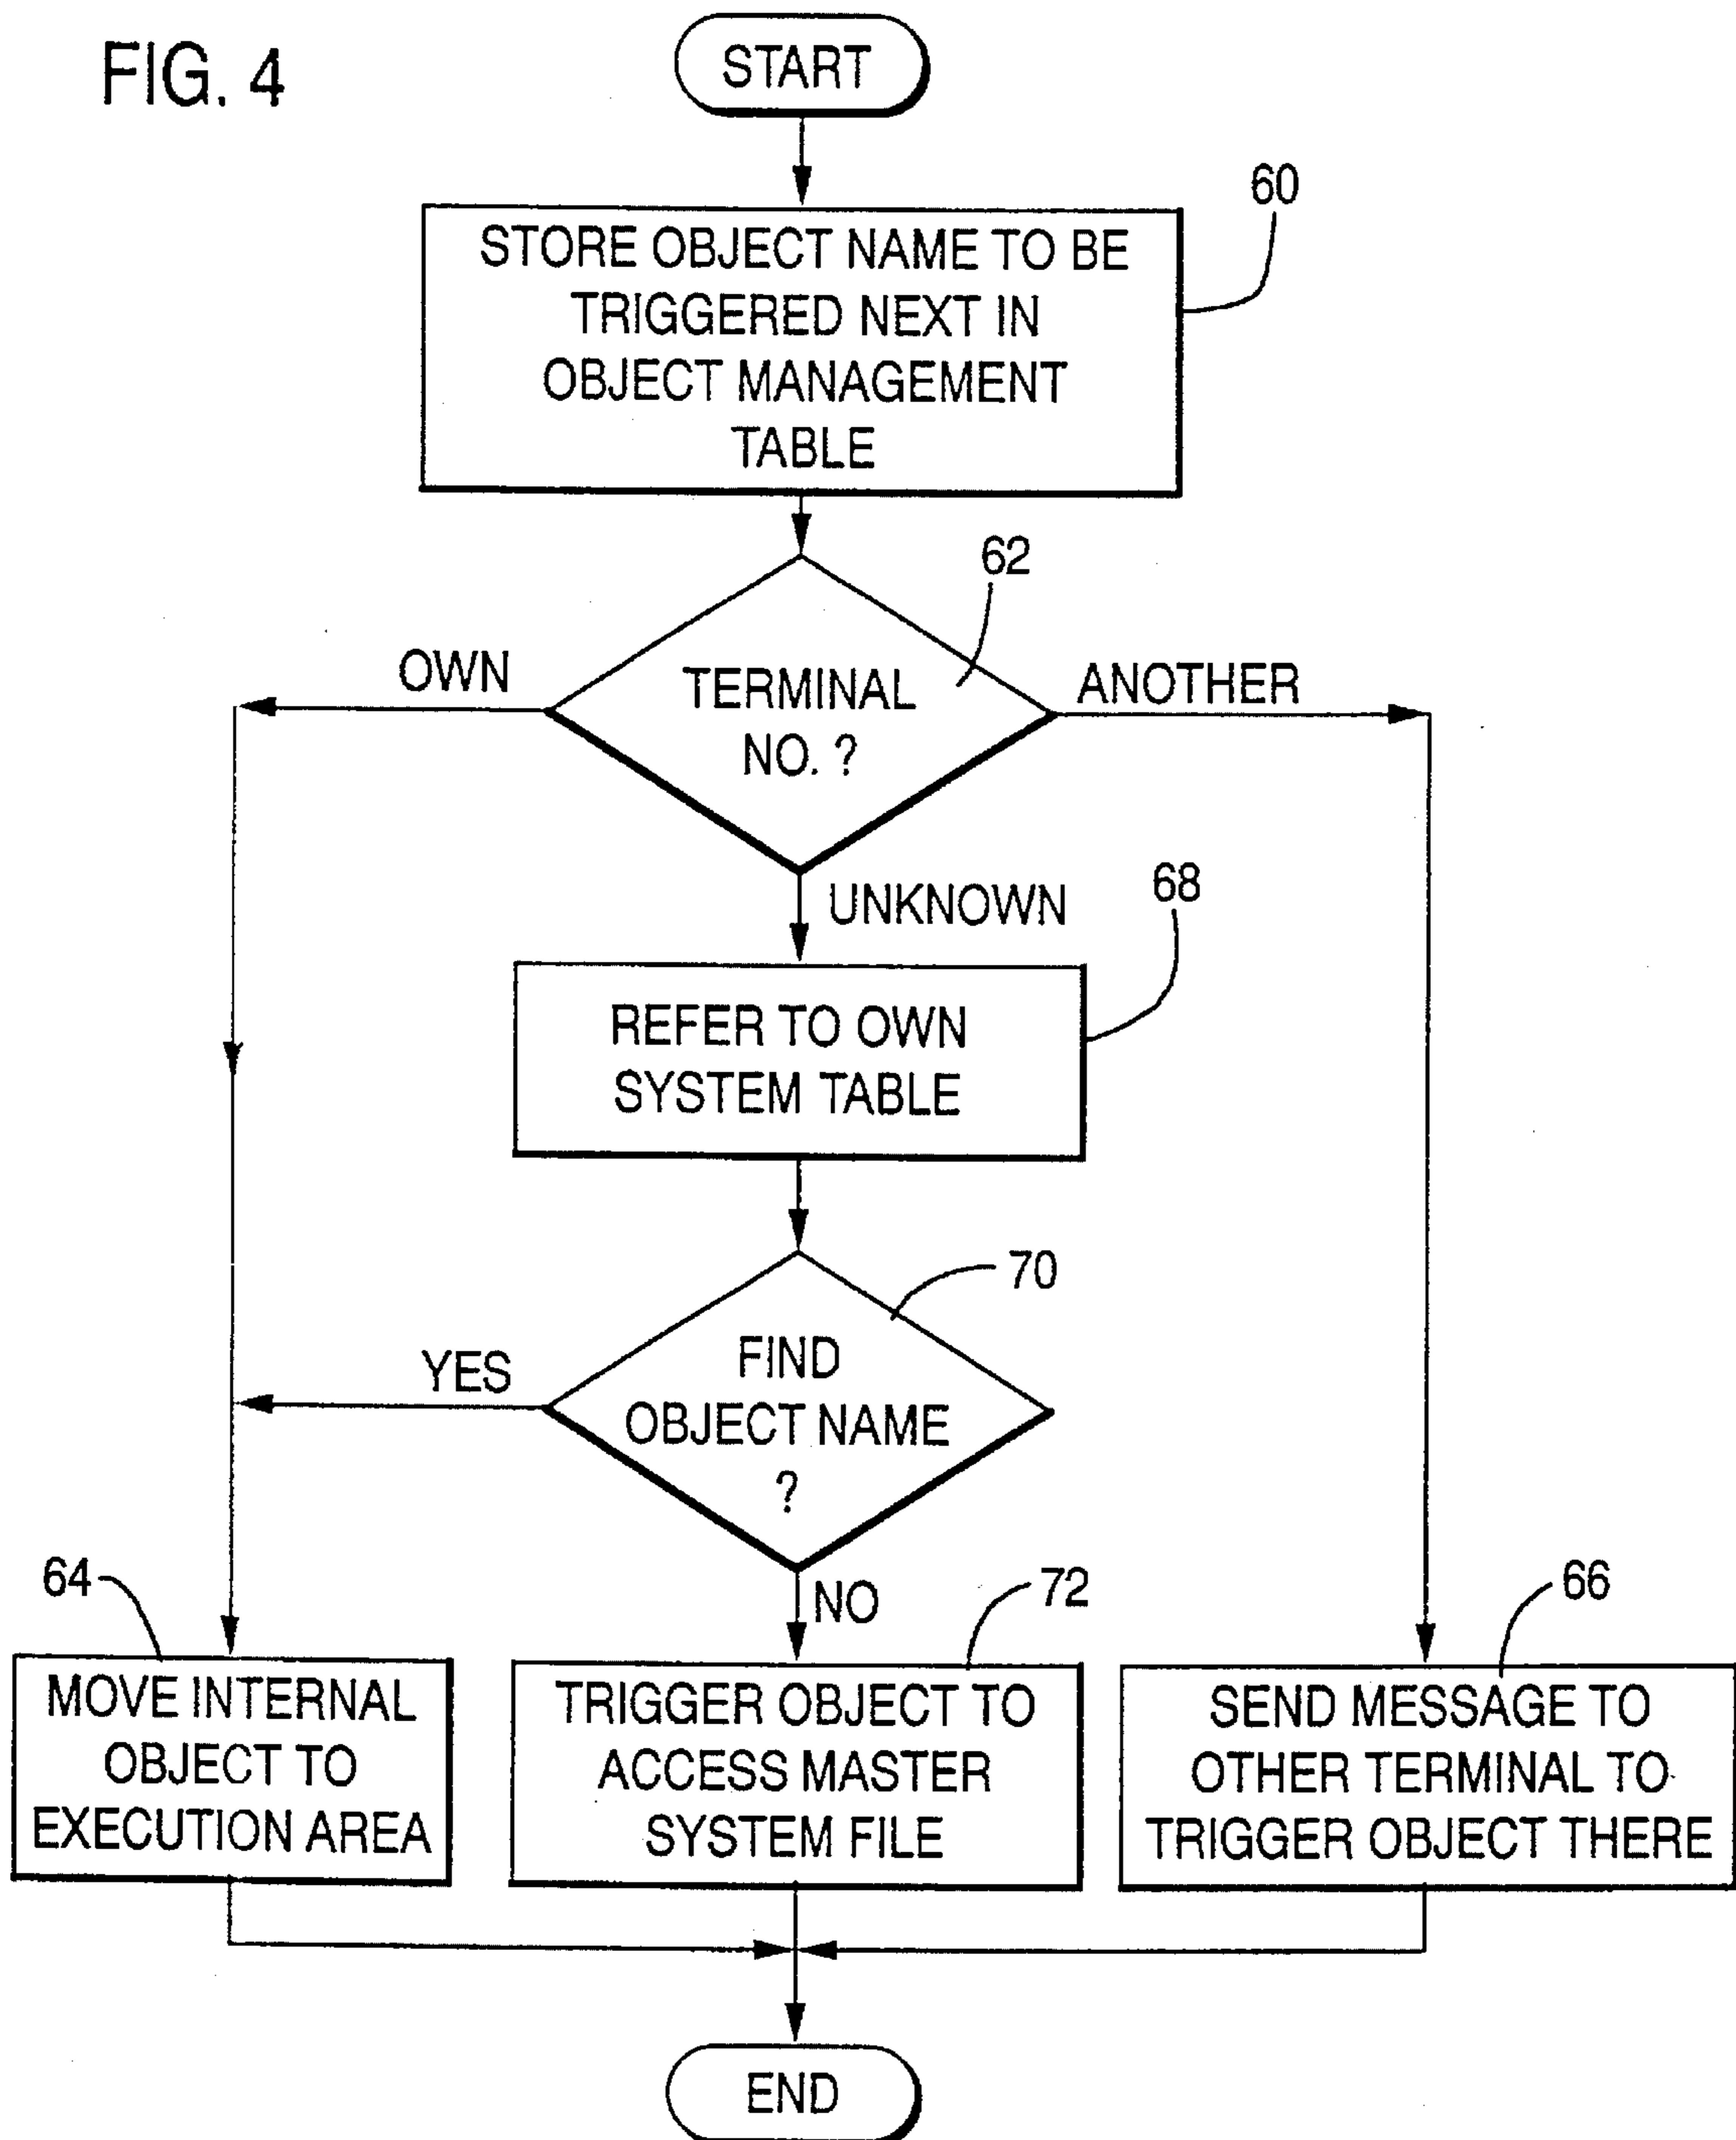 FIG. 4
START
60
STORE OBJECT NAME TO BE
TRIGGERED NEXT IN
OBJECT MANAGEMENT
TABLE
62
OWN
TERMINAL
NO. ?
ANOTHER
UNKNOWN
68
REFER TO OWN
SYSTEM TABLE
70
YES
FIND
OBJECT NAME
?
64
NO
72
66
MOVE INTERNAL
OBJECT TO
EXECUTION AREA
TRIGGER OBJECT TO
ACCESS MASTER
SYSTEM FILE
SEND MESSAGE TO
OTHER TERMINAL TO
TRIGGER OBJECT THERE
END